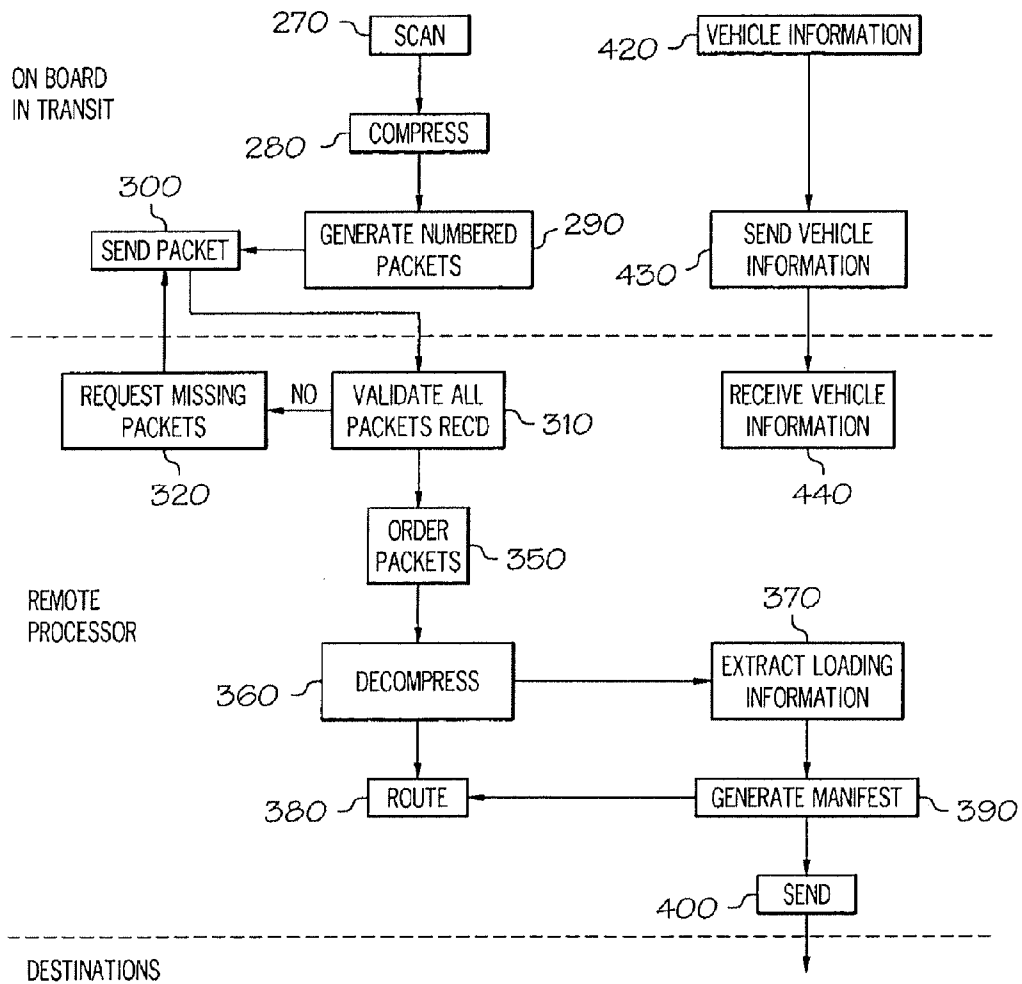 270
SCAN
420
VEHICLE INFORMATION
ON BOARD
IN TRANSIT
280
COMPRESS
300
SEND PACKET
GENERATE NUMBERED
PACKETS
290
430
SEND VEHICLE
INFORMATION
REQUEST MISSING
PACKETS
320
NO
VALIDATE ALL
PACKETS REC'D
310
RECEIVE VEHICLE
INFORMATION
440
ORDER
PACKETS
350
REMOTE
PROCESSOR
360
DECOMPRESS
370
EXTRACT LOADING
INFORMATION
380
ROUTE
GENERATE MANIFEST
390
400
SEND
DESTINATIONS